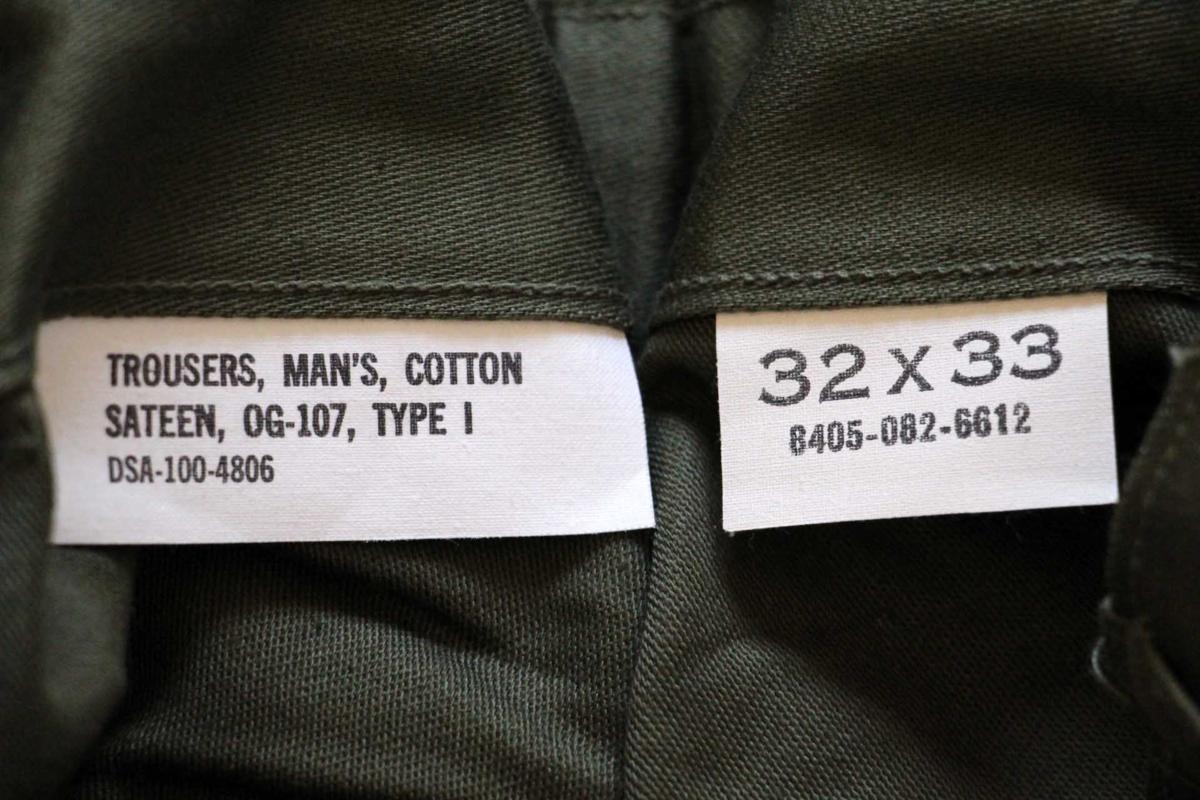 TROUSERS, MAN'S, COTTON
SATEEN, OG-107, TYPE I
DSA-100-4806
32 X 33
8405-082-6612